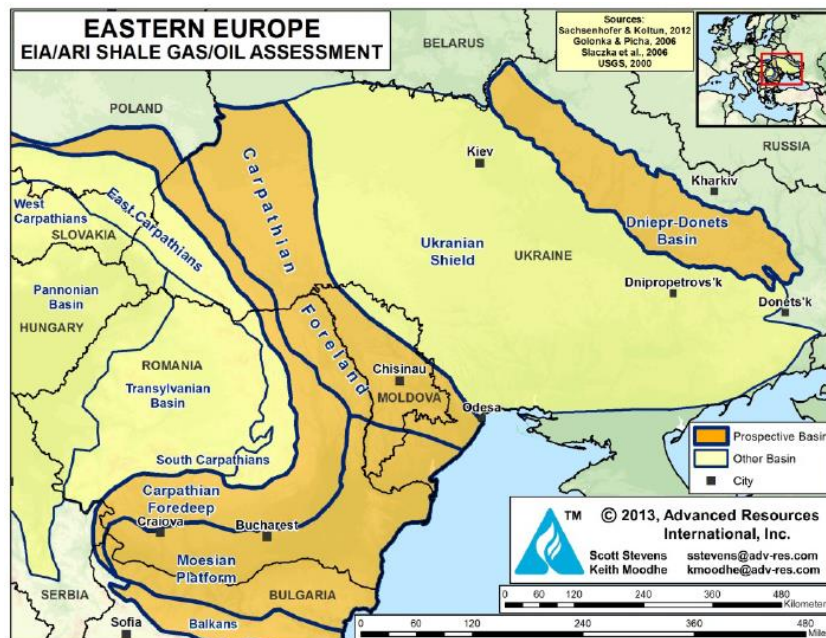 EASTERN EUROPE
EIA/ARI SHALE GAS/OIL ASSESSMENT
Sources:
Sachsenhofer & Koltun, 2012
Golonka & Picha, 2006
Slaczka et al., 2006
USGS, 2000
BELARUS
POLAND
RUSSIA
Kiev
Kharkiv
Carpathian
Foreland
East Carpathians
West
Carpathians
SLOVAKIA
Dniepr-Donets
Basin
Ukranian
Shield
UKRAINE
Dnipropetrovs'k
Donets'k
Pannonian
Basin
HUNGARY
ROMANIA
Transylvanian
Basin
Chisinau
MOLDOVA
Odesa
South Carpathians
Carpathian
Foredeep
Craiova
Bucharest
Moesian
Platform
BULGARIA
SERBIA
Sofia
Balkans
Prospective Basin
Other Basin
City
TM
© 2013, Advanced Resources
International, Inc.
Scott Stevens sstevens@adv-res.com
Keith Moodhe kmoodhe@adv-res.com
0 60 120 240 360 480
Kilometer
0 60 120 240 360 480
Mile